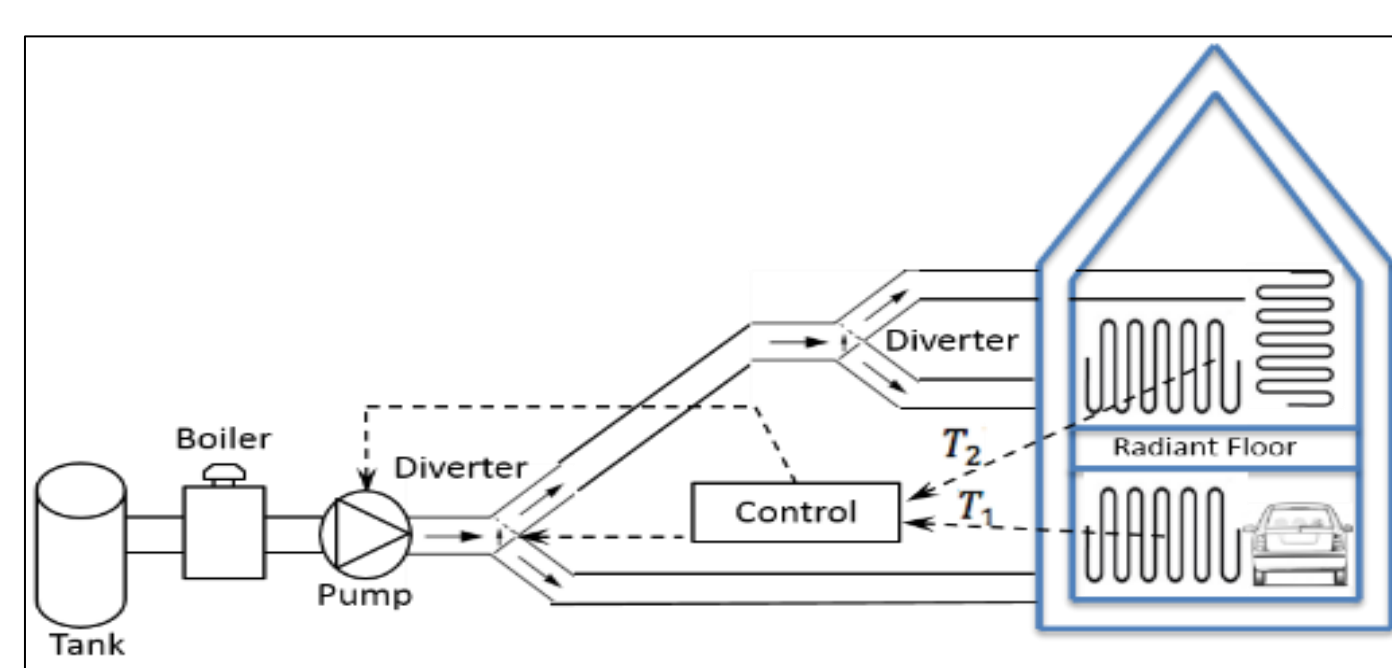 Diverter
T₂
Radiant Floor
Boiler
Diverter
Control
T₁
Pump
Tank